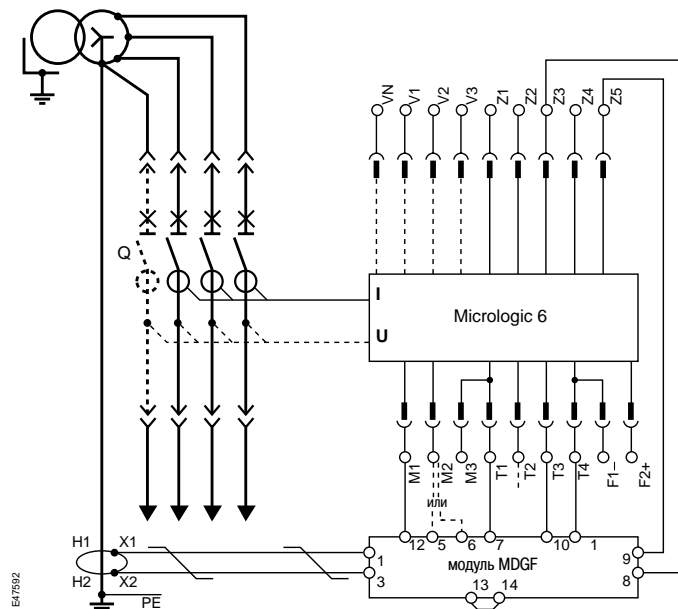 VN V1 V2 V3 Z1 Z2 Z3 Z4 Z5
Q
I
Micrologic 6
U
M1 M2 M3 T1 T2 T3 T4 F1– F2+
или
12 5 6 7 10 1
H1 X1
1
модуль MDGF
9
H2 X2
3
8
13 14
PE
E47592